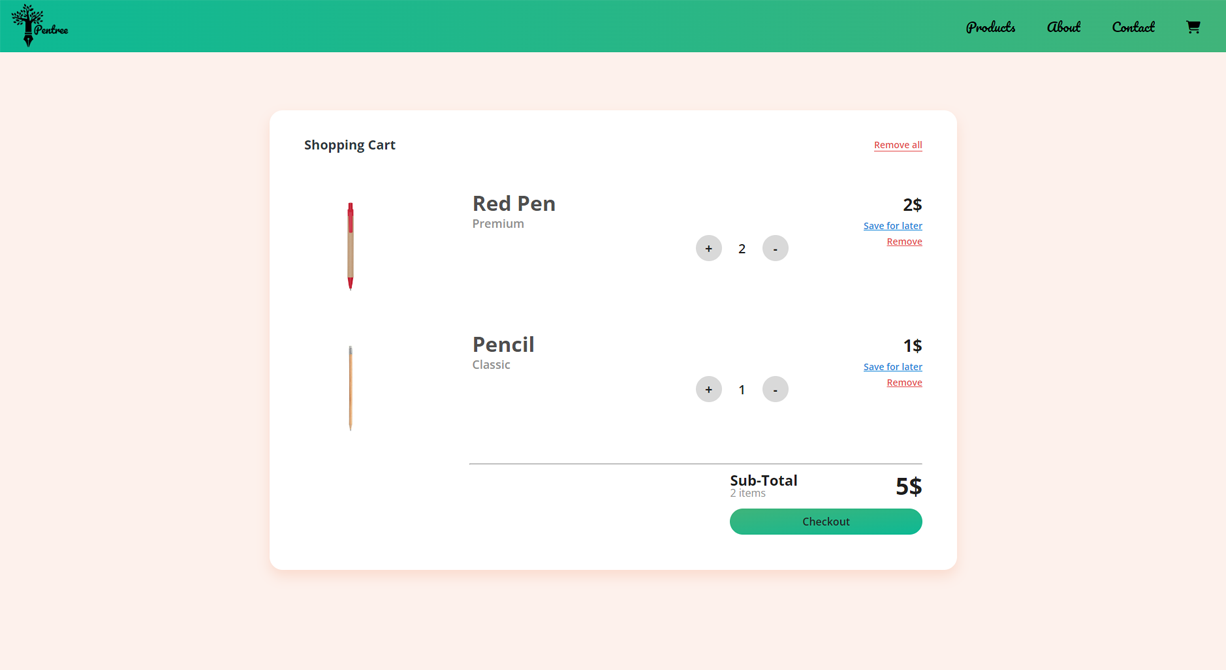 Pentree
Products About Contact
Shopping Cart
Remove all
Red Pen
Premium
+ 2 -
2$
Save for later
Remove
Pencil
Classic
+ 1 -
1$
Save for later
Remove
Sub-Total
2 items
5$
Checkout